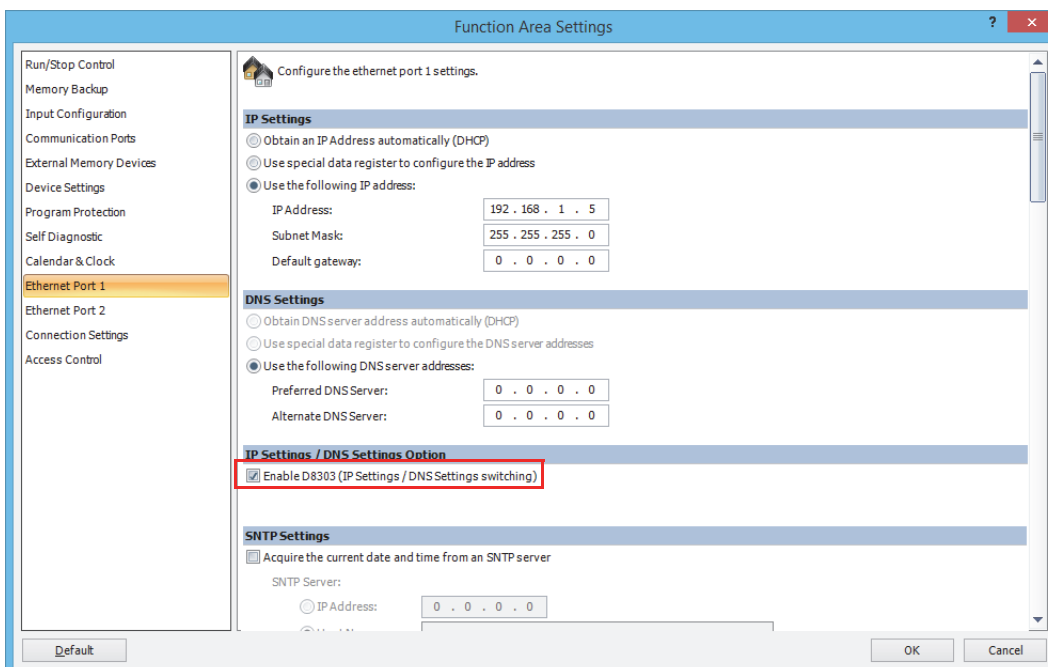 Function Area Settings
?
Run/Stop Control
Memory Backup
Input Configuration
Communication Ports
External Memory Devices
Device Settings
Program Protection
Self Diagnostic
Calendar & Clock
Ethernet Port 1
Ethernet Port 2
Connection Settings
Access Control
Configure the ethernet port 1 settings.
IP Settings
Obtain an IP Address automatically (DHCP)
Use special data register to configure the IP address
Use the following IP address:
IP Address: 192 . 168 . 1 . 5
Subnet Mask: 255 . 255 . 255 . 0
Default gateway: 0 . 0 . 0 . 0
DNS Settings
Obtain DNS server address automatically (DHCP)
Use special data register to configure the DNS server addresses
Use the following DNS server addresses:
Preferred DNS Server: 0 . 0 . 0 . 0
Alternate DNS Server: 0 . 0 . 0 . 0
IP Settings / DNS Settings Option
Enable D8303 (IP Settings / DNS Settings switching)
SNTP Settings
Acquire the current date and time from an SNTP server
SNTP Server:
IP Address: 0 . 0 . 0 . 0
Default
OK
Cancel